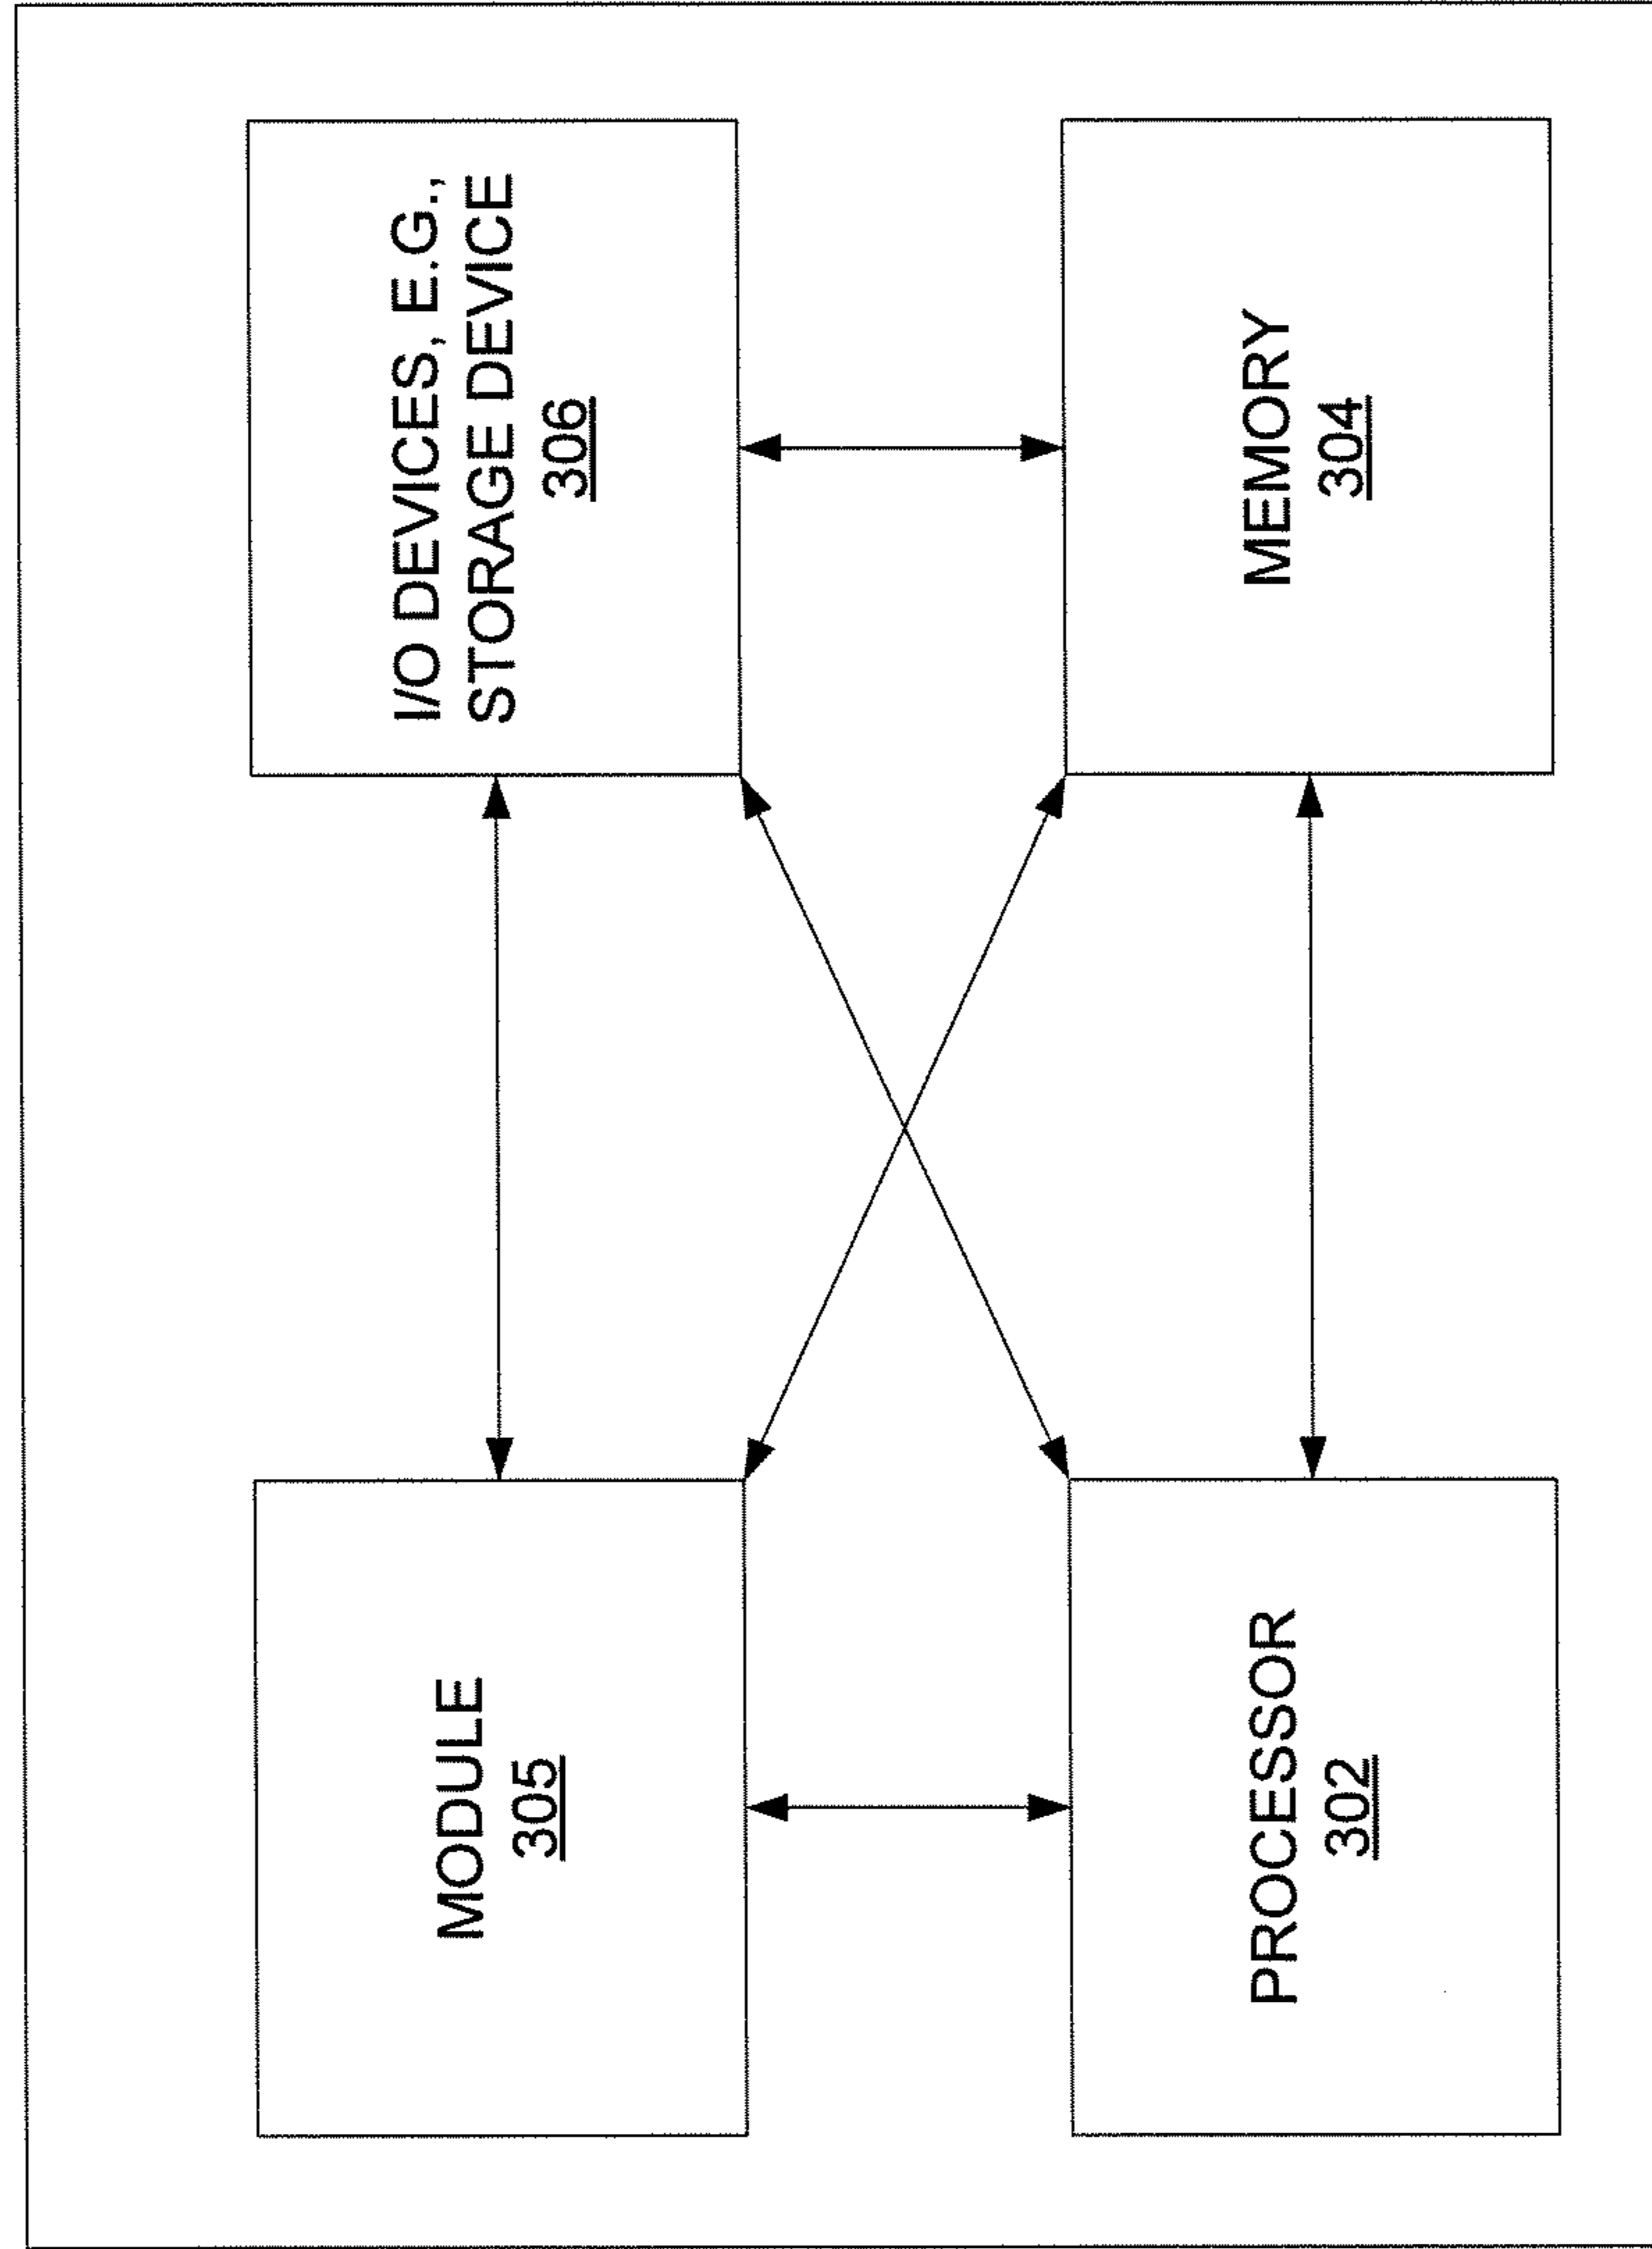 MODULE
305
I/O DEVICES, E.G.,
STORAGE DEVICE
306
PROCESSOR
302
MEMORY
304